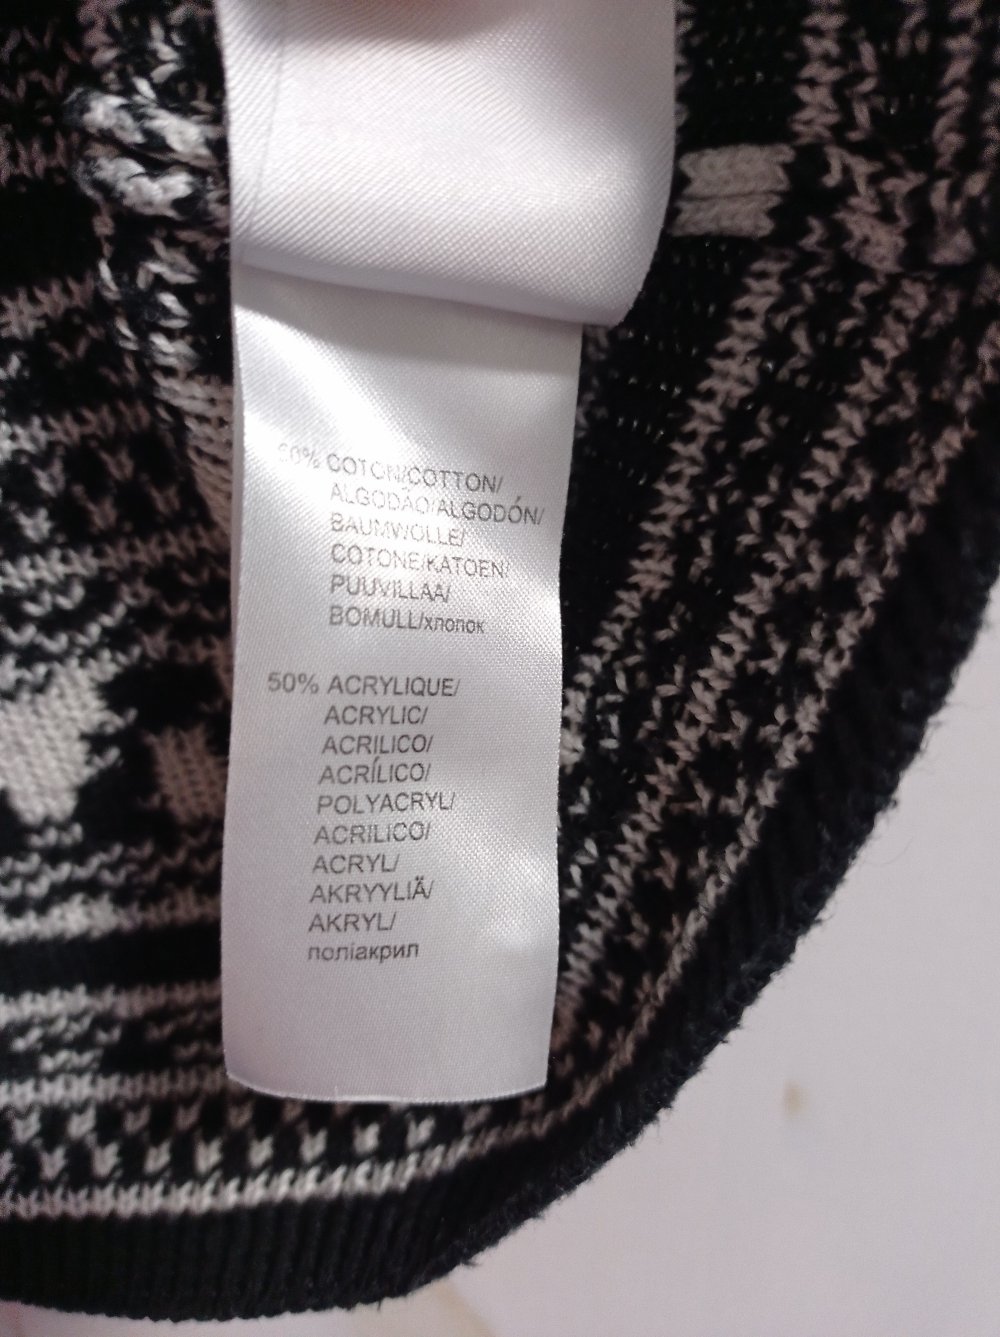 50% COTON/COTTON/
ALGODÃO/ALGODÓN/
BAUMWOLLE/
COTONE/KATOEN/
PUUVILLAA/
BOMULL/хлопок
50% ACRYLIQUE/
ACRYLIC/
ACRILICO/
ACRÍLICO/
POLYACRYL/
ACRILICO/
ACRYL/
AKRYYLIÄ/
AKRYL/
поліакрил